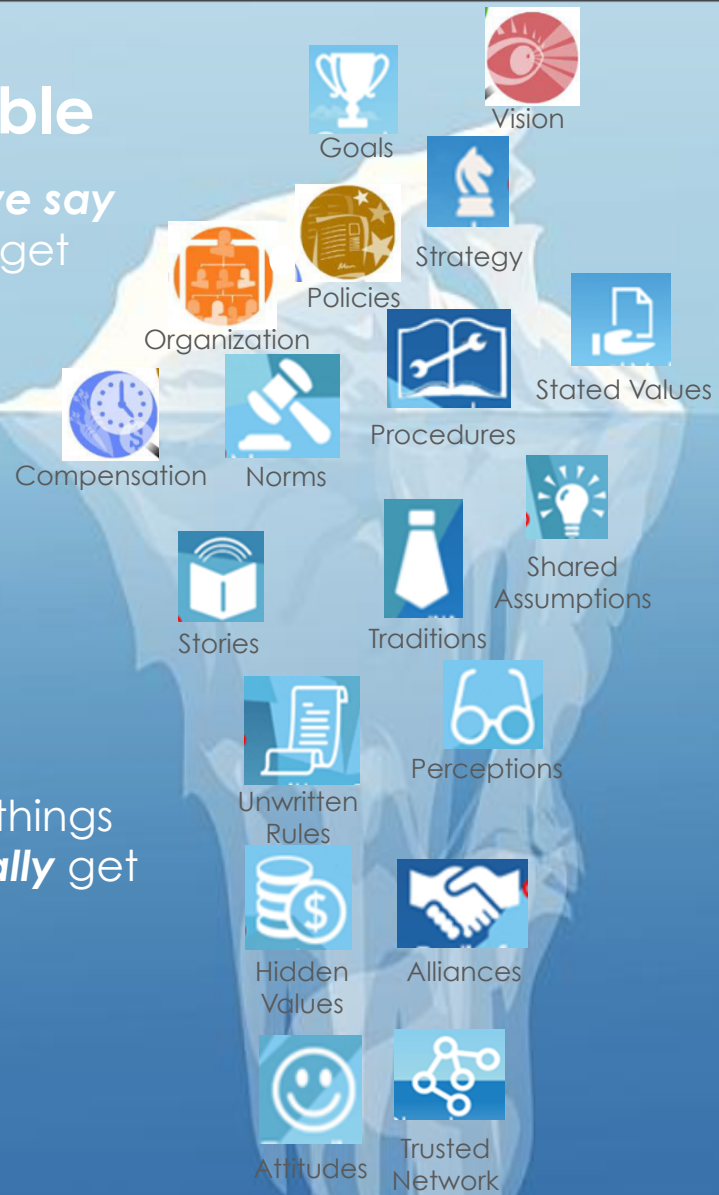 ble
Vision
Goals
ve say
get
Strategy
Policies
Organization
Stated Values
Procedures
Compensation
Norms
Shared
Assumptions
Stories
Traditions
Perceptions
Unwritten
Rules
things
ally get
Hidden
Values
Alliances
$
Attitudes
Trusted
Network